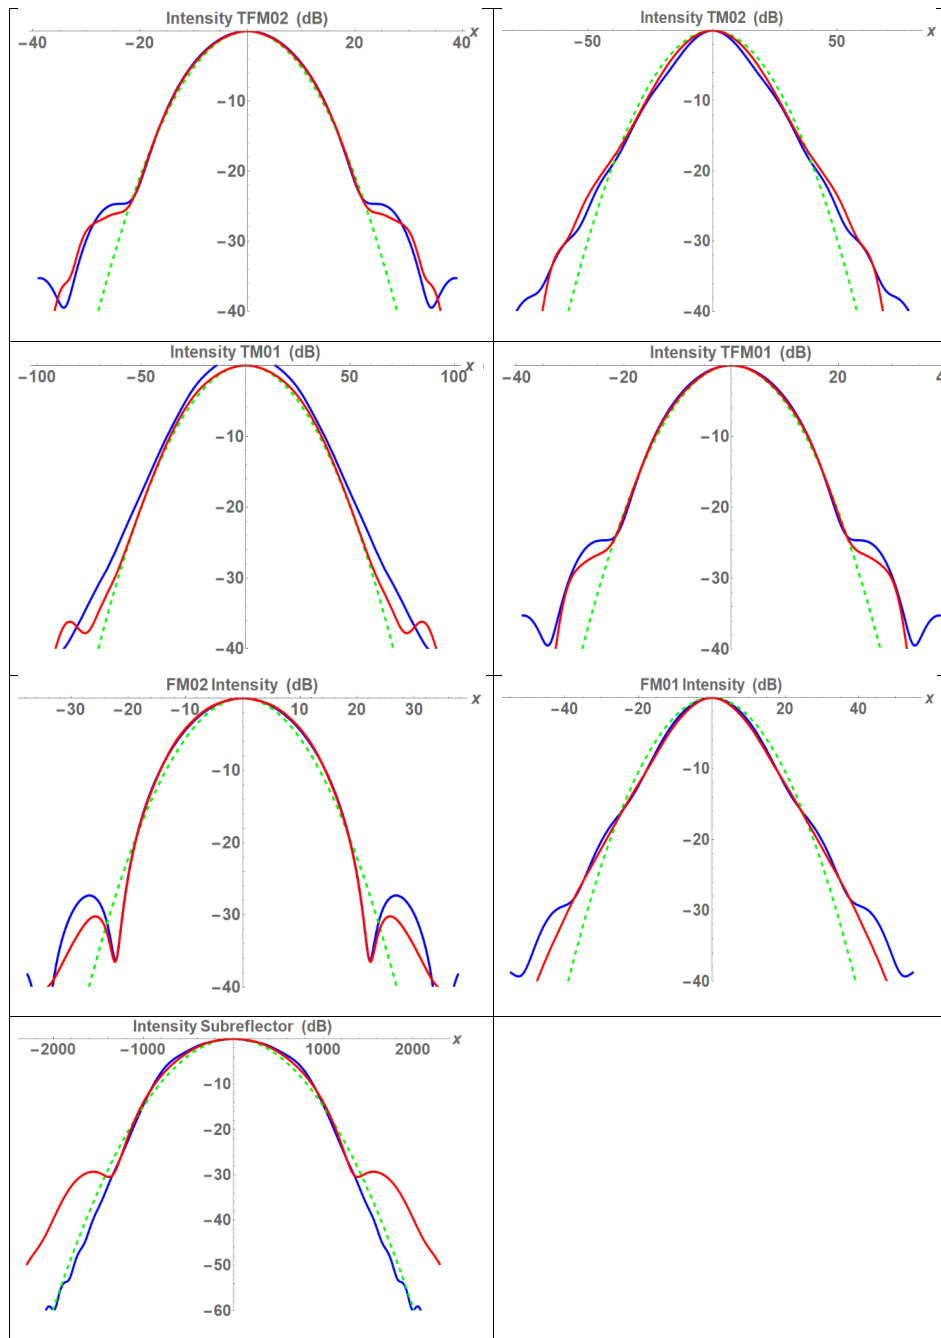 Intensity TFM02 (dB)
−40 −20 20 40 x
−10
−20
−30
−40
Intensity TM02 (dB)
−50 50 x
−10
−20
−30
−40
Intensity TM01 (dB)
−100 −50 50 100 x
−10
−20
−30
−40
Intensity TFM01 (dB)
−40 −20 20 4
−10
−20
−30
−40
FM02 Intensity (dB)
−30 −20 −10 10 20 30 x
−10
−20
−30
−40
FM01 Intensity (dB)
−40 −20 20 40 x
−10
−20
−30
−40
Intensity Subreflector (dB)
−2000 −1000 1000 2000 x
−10
−20
−30
−40
−50
−60